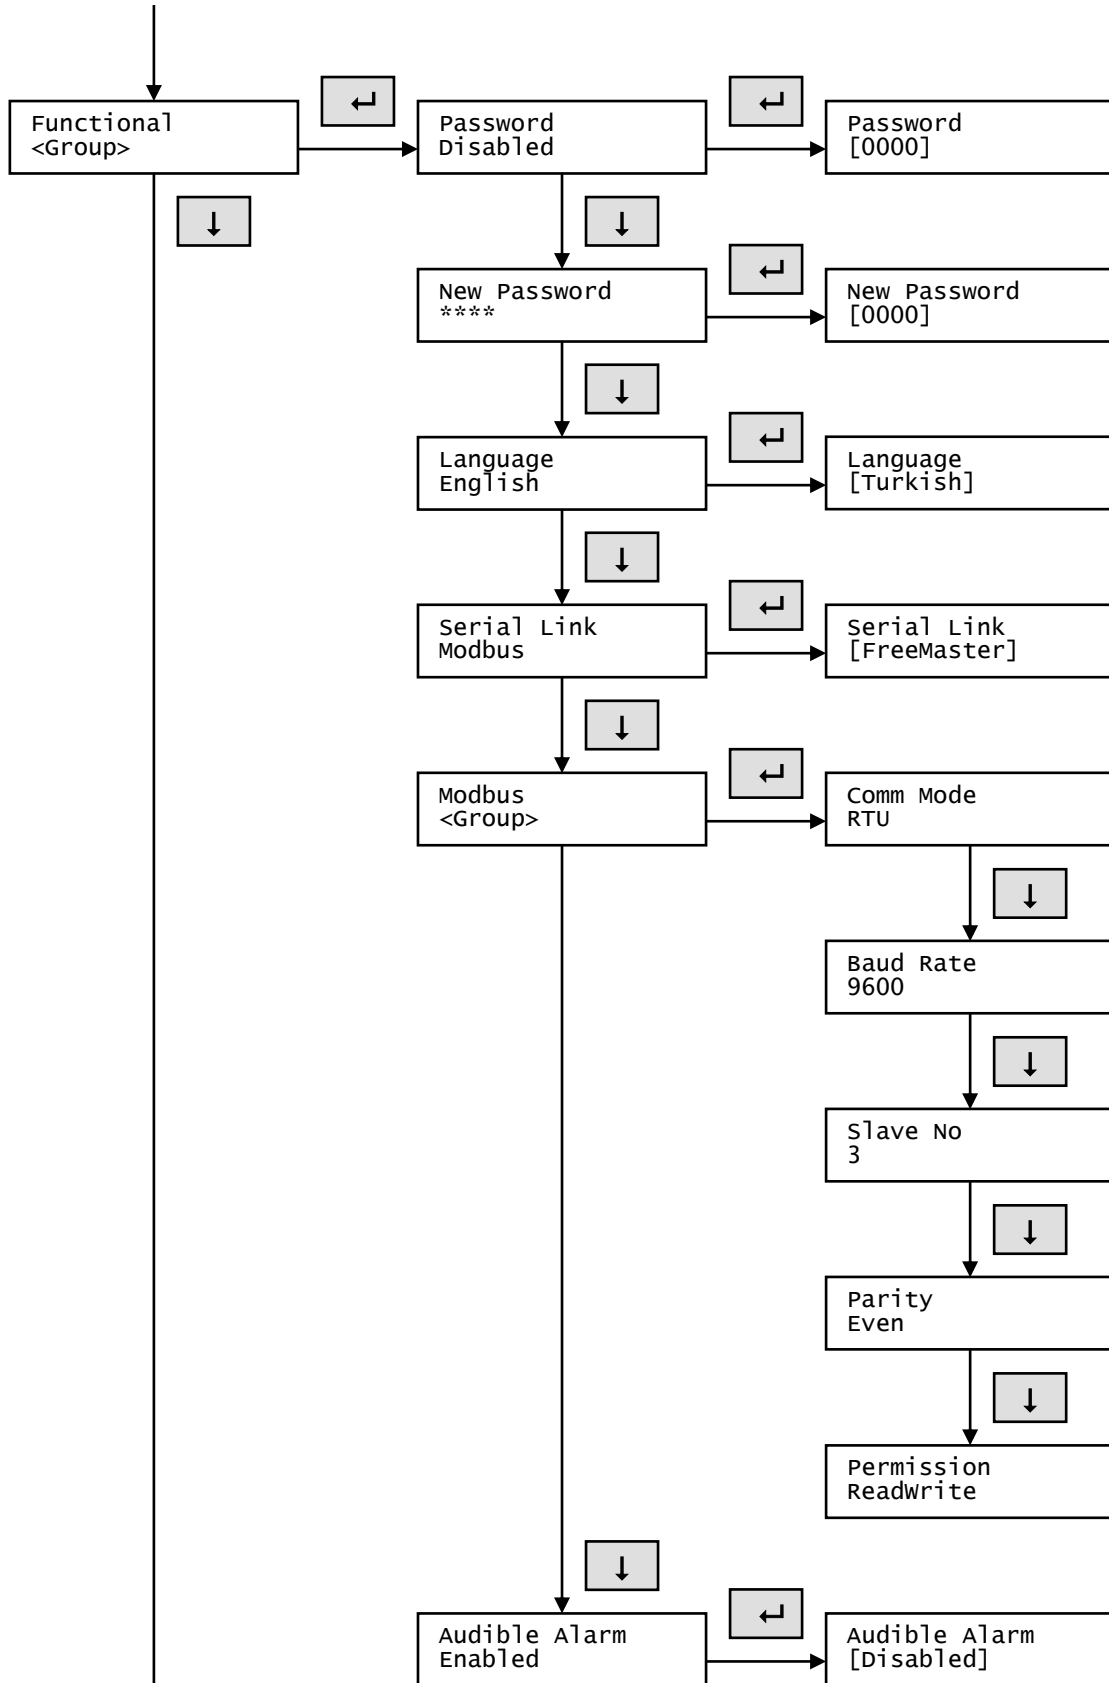 Functional
<Group>
Password
Disabled
Password
[0000]
New Password
****
New Password
[0000]
Language
English
Language
[Turkish]
Serial Link
Modbus
Serial Link
[FreeMaster]
Modbus
<Group>
Comm Mode
RTU
Baud Rate
9600
Slave No
3
Parity
Even
Permission
ReadWrite
Audible Alarm
Enabled
Audible Alarm
[Disabled]